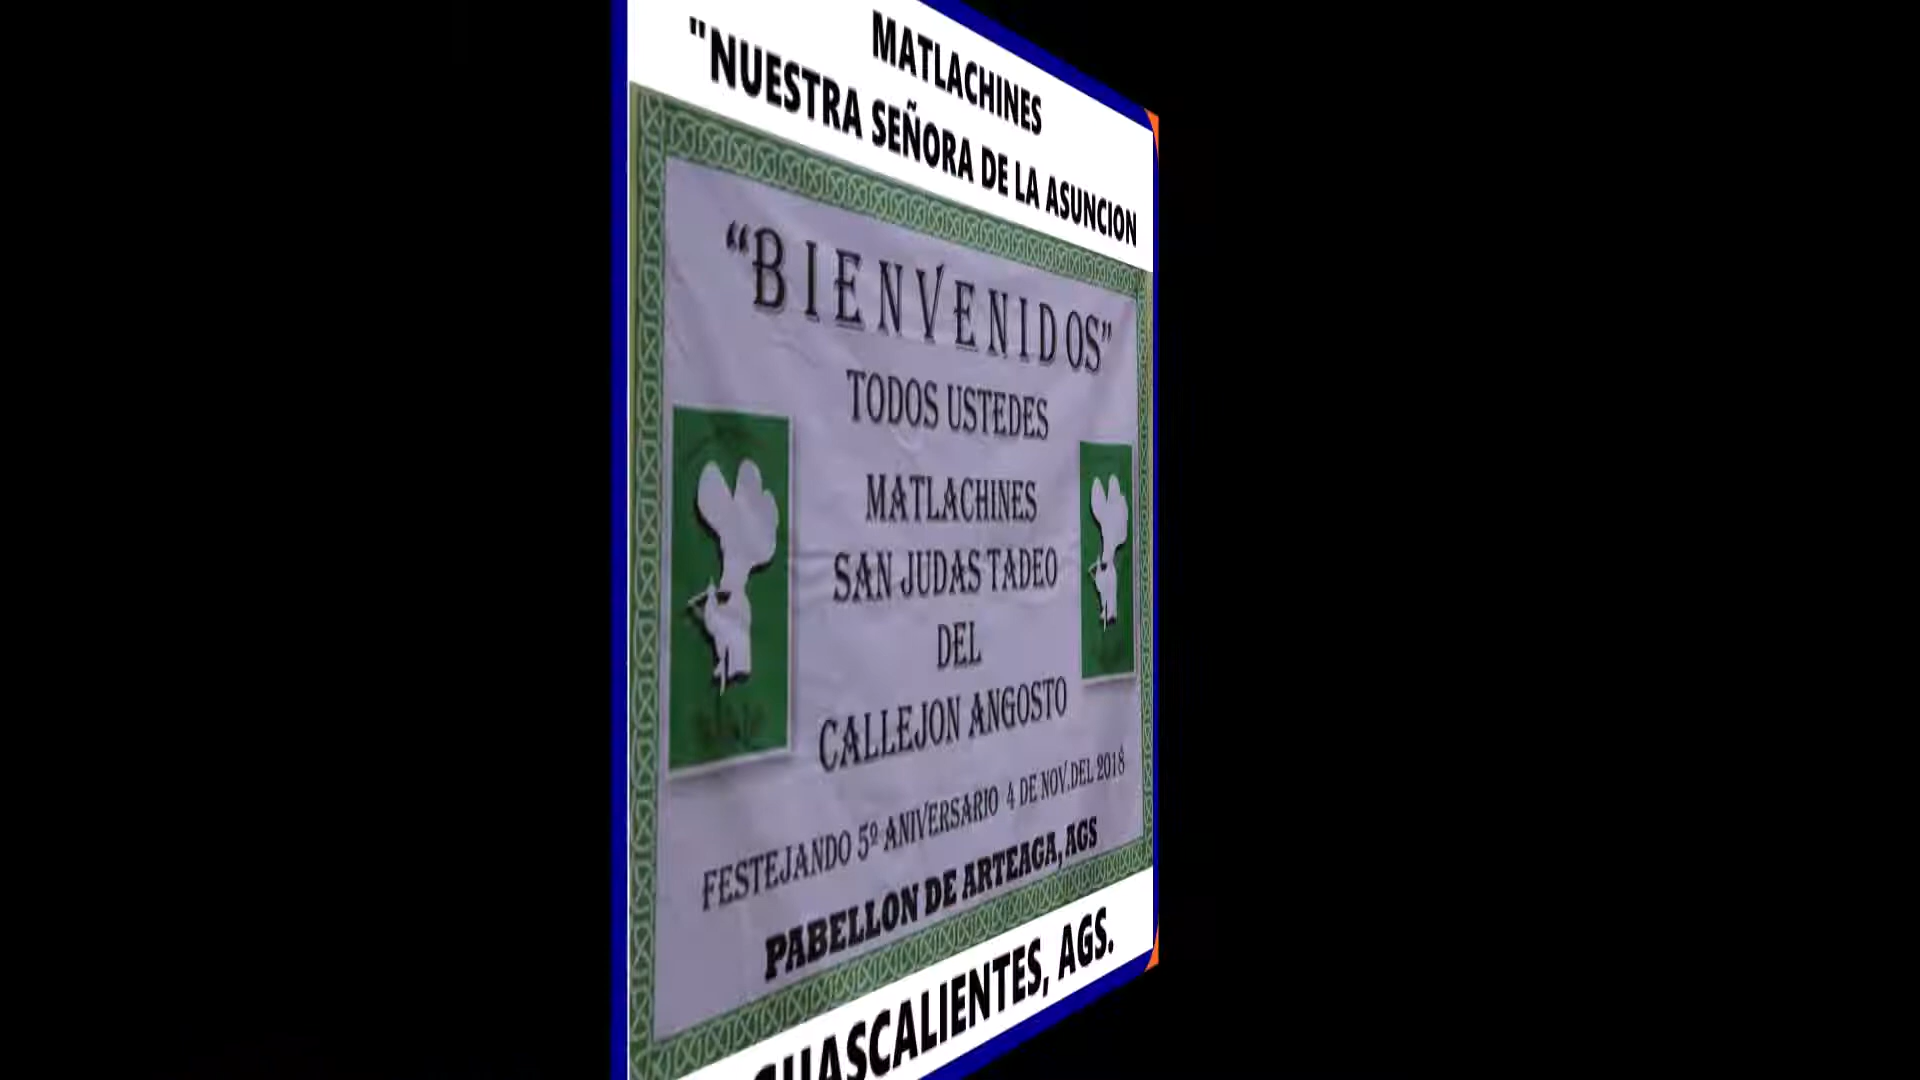 MATLACHINES
"NUESTRA SEÑORA DE LA ASUNCION
“BIENVENIDOS”
TODOS USTEDES
MATLACHINES
SAN JUDAS TADEO
DEL
CALLEJON ANGOSTO
FESTEJANDO 5º ANIVERSARIO 4 DE NOV.DEL 2018
PABELLON DE ARTEAGA, AGS
GUASCALIENTES, AGS.